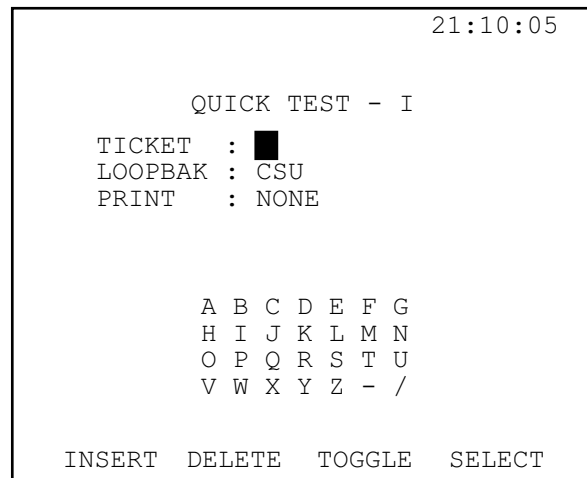 21:10:05
QUICK TEST - I
TICKET :
LOOPBAK : CSU
PRINT : NONE
A B C D E F G
H I J K L M N
O P Q R S T U
V W X Y Z - /
INSERT DELETE TOGGLE SELECT